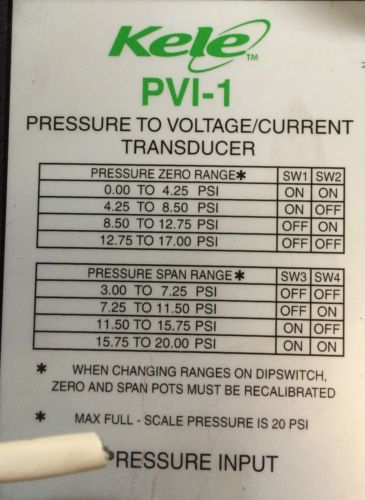 Kele™
PVI-1
PRESSURE TO VOLTAGE/CURRENT
TRANSDUCER
PRESSURE ZERO RANGE* SW1 SW2
0.00 TO 4.25 PSI ON ON
4.25 TO 8.50 PSI ON OFF
8.50 TO 12.75 PSI OFF ON
12.75 TO 17.00 PSI OFF OFF
PRESSURE SPAN RANGE * SW3 SW4
3.00 TO 7.25 PSI OFF OFF
7.25 TO 11.50 PSI OFF ON
11.50 TO 15.75 PSI ON OFF
15.75 TO 20.00 PSI ON ON
* WHEN CHANGING RANGES ON DIPSWITCH,
ZERO AND SPAN POTS MUST BE RECALIBRATED
* MAX FULL - SCALE PRESSURE IS 20 PSI
PRESSURE INPUT